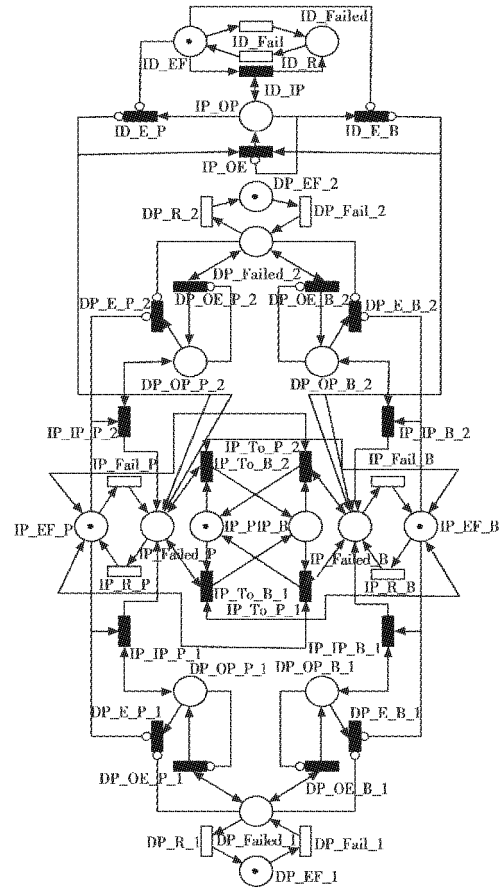 ID_Failed
ID_Fail
ID_EF
ID_R
ID_IP
IP_OP
ID_E_P
ID_E_B
IP_OE
DP_EF_2
DP_R_2
DP_Fail_2
DP_Failed_2
DP_E_P_2
DP_OE_P_2
DP_OE_B_2
DP_E_B_2
DP_OP_P_2
DP_OP_B_2
IP_IP_P_2
IP_IP_B_2
IP_To_P_2
IP_Fail_P
IP_To_B_2
IP_Fail_B
IP_EF_P
IP_P
IP_B
IP_EF_B
IP_Failed_P
IP_Failed_B
IP_R_P
IP_To_B_1
IP_R_B
IP_To_P_1
IP_IP_P_1
IP_IP_B_1
DP_OP_P_1
DP_OP_B_1
DP_E_P_1
DP_E_B_1
DP_OE_P_1
DP_OE_B_1
DP_R_1
DP_Failed_1
DP_Fail_1
DP_EF_1